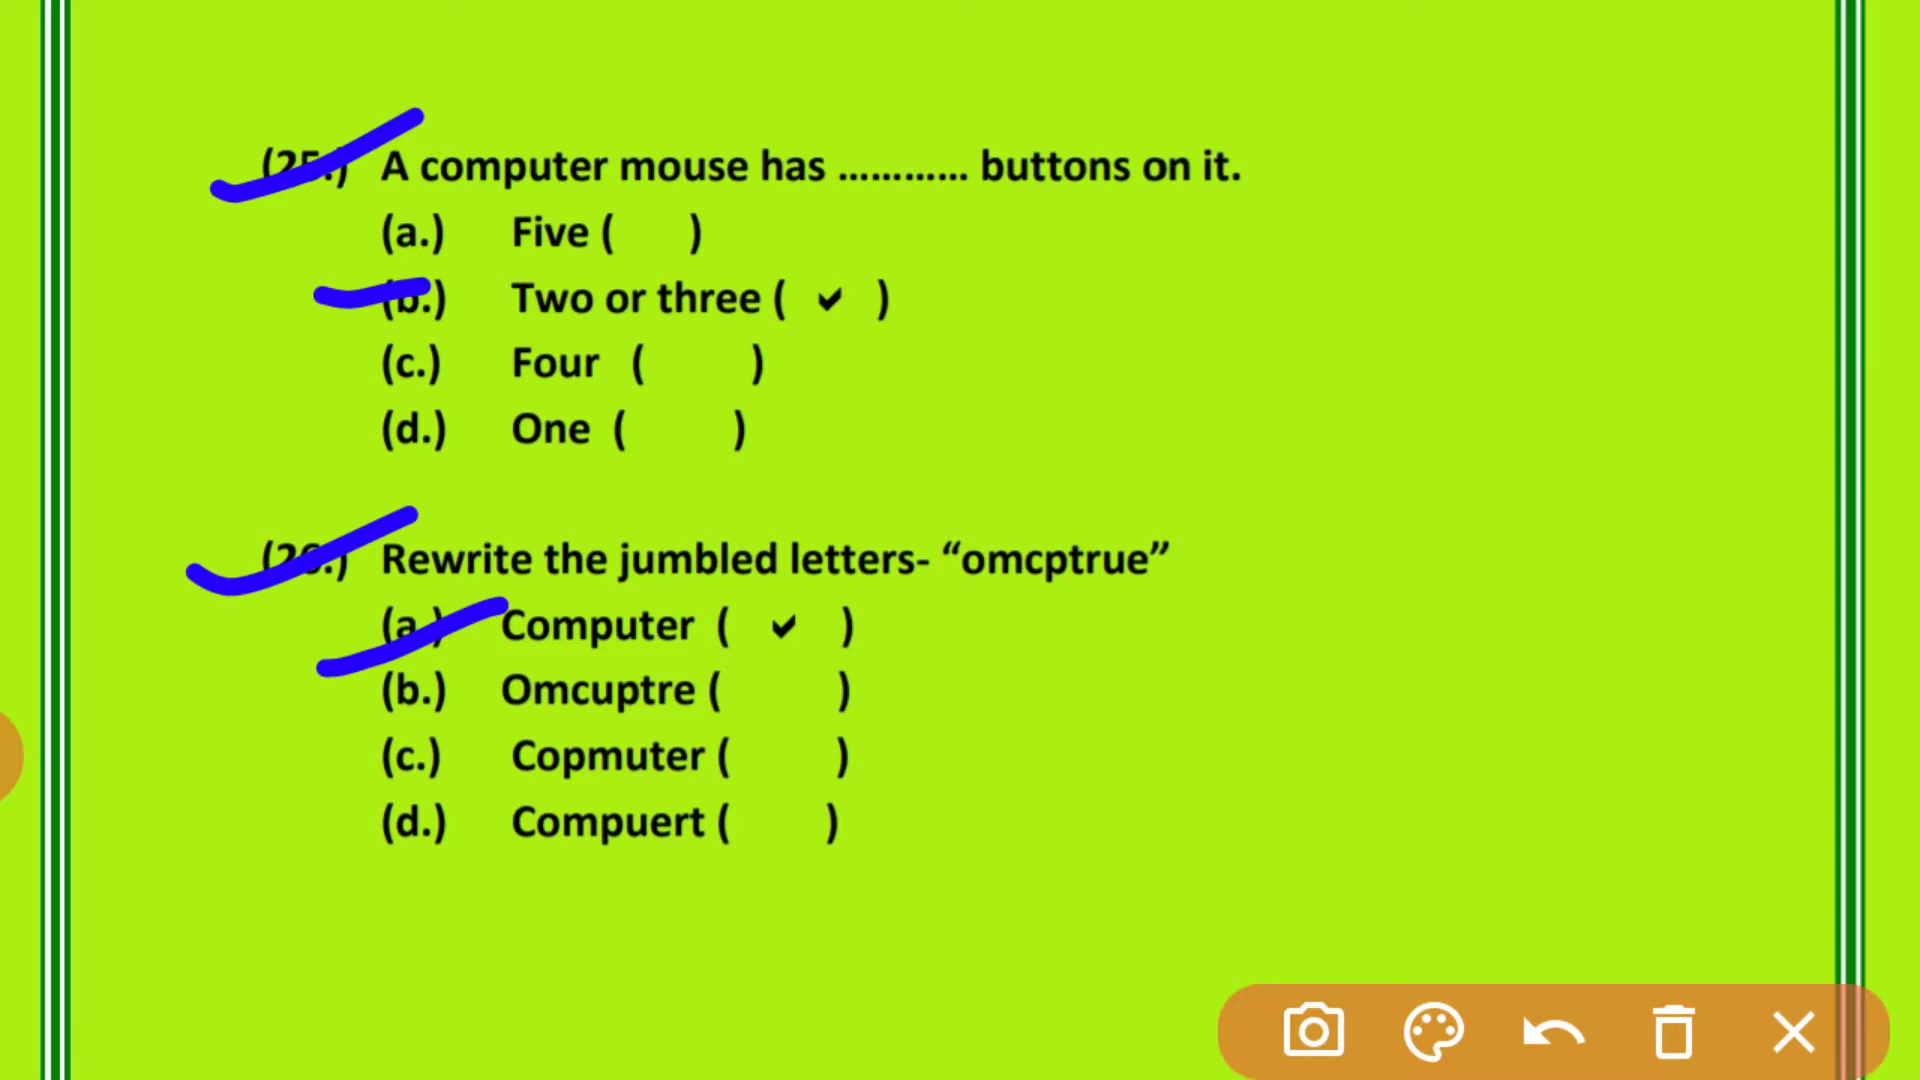 (25.) A computer mouse has ............ buttons on it.
(a.) Five ( )
(b.) Two or three ( ✔ )
(c.) Four ( )
(d.) One ( )
(26.) Rewrite the jumbled letters- “omcptrue”
(a.) Computer ( ✔ )
(b.) Omcuptre ( )
(c.) Copmuter ( )
(d.) Compuert ( )